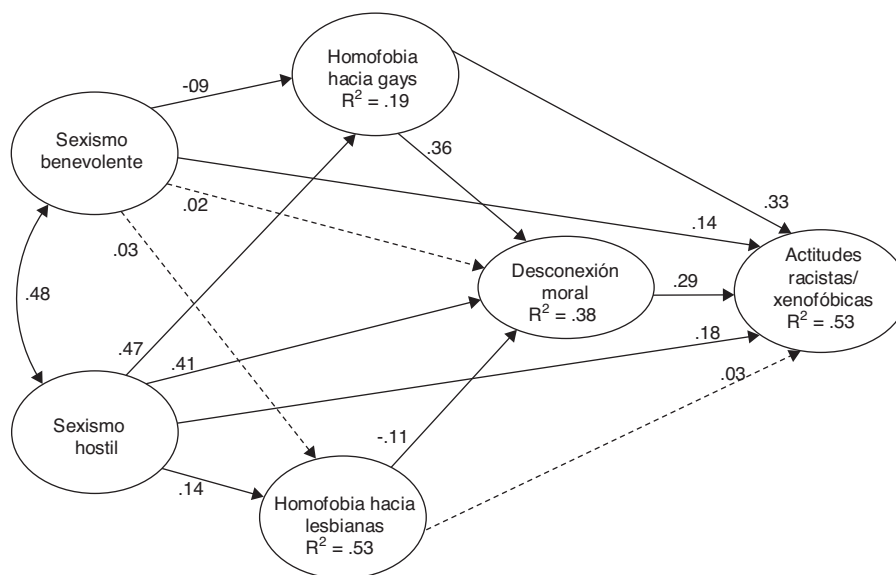 Homofobia
hacia gays
R² = .19
-09
Sexismo
benevolente
.36
.02
.33
.14
.03
Desconexión
moral
R² = .38
Actitudes
racistas/
xenofóbicas
R² = .53
.29
.48
.47
.41
.18
.03
Sexismo
hostil
-.11
.14
Homofobia hacia
lesbianas
R² = .53